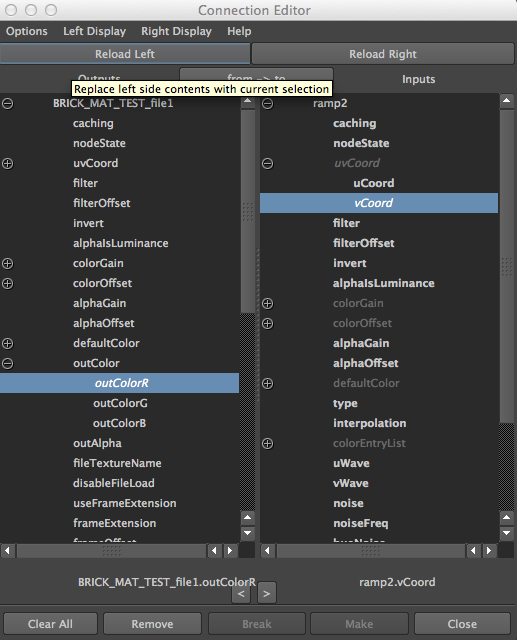 Connection Editor
Options Left Display Right Display Help
Reload Left Reload Right
Outputs from -> to Inputs
Replace left side contents with current selection
BRICK_MAT_TEST_file1 ramp2
caching caching
nodeState nodeState
uvCoord uvCoord
filter uCoord
filterOffset vCoord
invert filter
alphaIsLuminance filterOffset
colorGain invert
colorOffset alphaIsLuminance
alphaGain colorGain
alphaOffset colorOffset
defaultColor alphaGain
outColor alphaOffset
outColorR defaultColor
outColorG type
outColorB interpolation
outAlpha colorEntryList
fileTextureName uWave
disableFileLoad vWave
useFrameExtension noise
frameExtension noiseFreq
frameOffset hueNoise
BRICK_MAT_TEST_file1.outColorR < > ramp2.vCoord
Clear All Remove Break Make Close